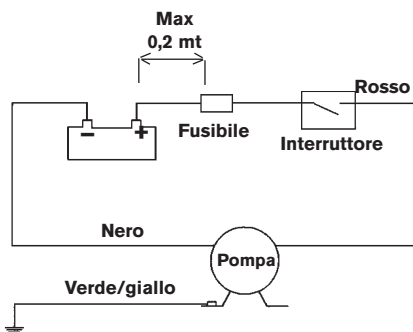 Max
0,2 mt
Rosso
- +
Fusibile
Interruttore
Nero
Pompa
Verde/giallo